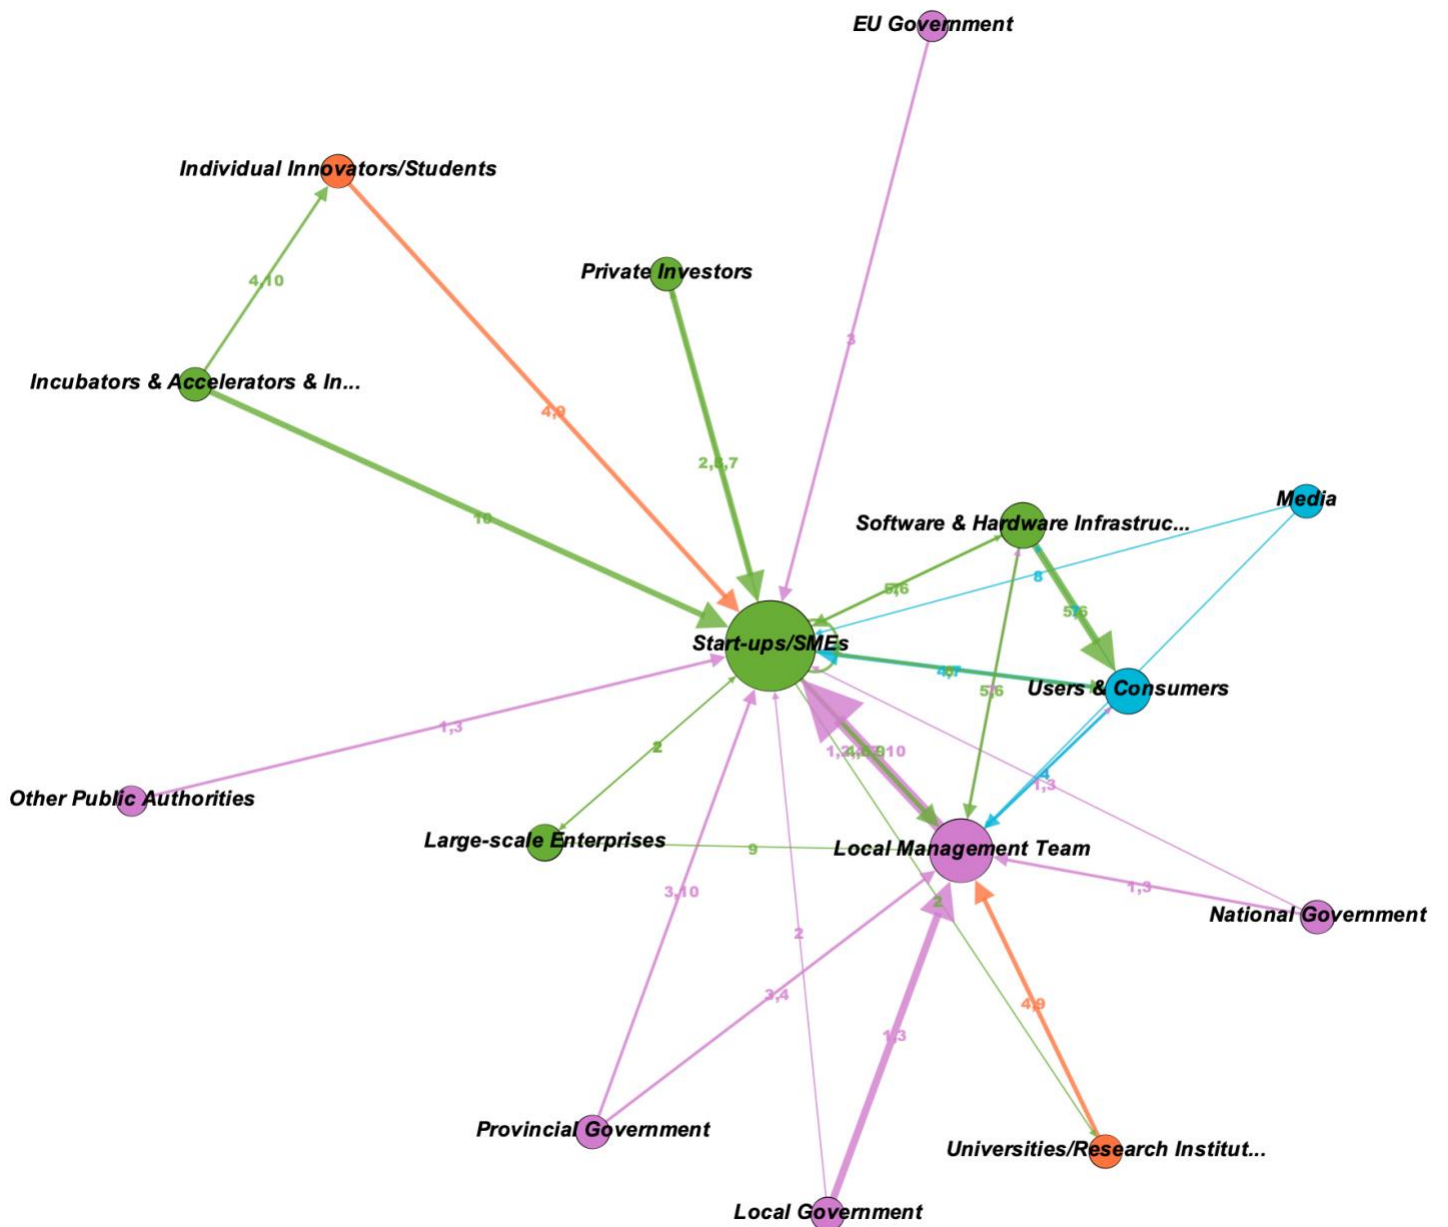 EU Government
Individual Innovators/Students
Private Investors
4,10
3
Incubators & Accelerators & In...
4,9
2,6,7
10
Media
Software & Hardware Infrastruc...
8
5,6
5,6
Start-ups/SMEs
4,7
5,6
Users & Consumers
1,3
2
4
1,3
Other Public Authorities
Large-scale Enterprises
9
Local Management Team
3,10
1,3
2
National Government
2
3,4
4,9
1,3
Provincial Government
Universities/Research Institut...
Local Government